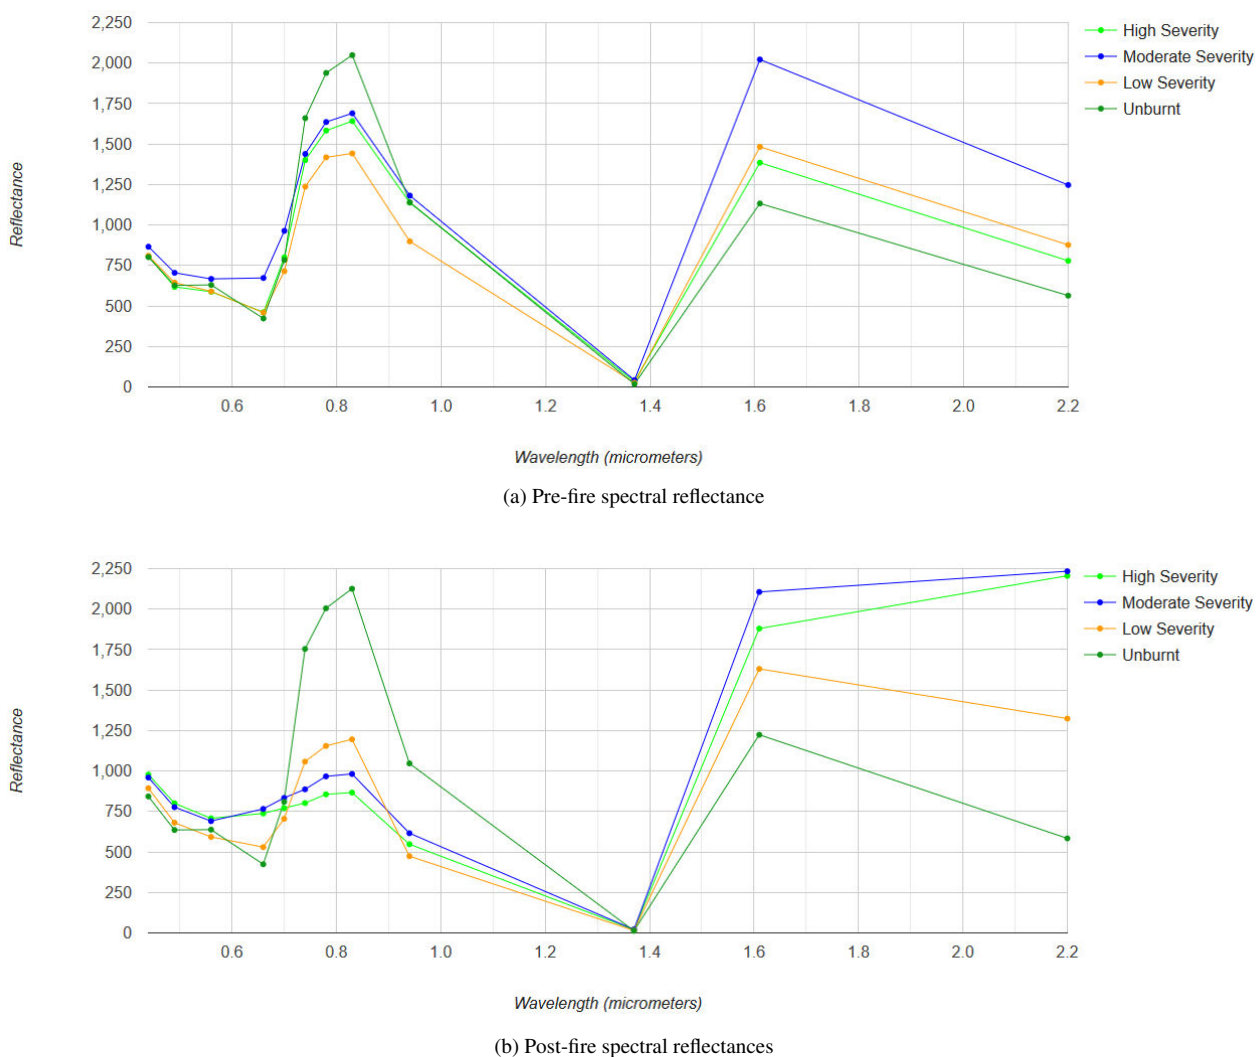 2,250
2,000
1,750
1,500
1,250
1,000
750
500
250
0
Reflectance
0.6 0.8 1.0 1.2 1.4 1.6 1.8 2.0 2.2
Wavelength (micrometers)
High Severity
Moderate Severity
Low Severity
Unburnt
(a) Pre-fire spectral reflectance
2,250
2,000
1,750
1,500
1,250
1,000
750
500
250
0
Reflectance
0.6 0.8 1.0 1.2 1.4 1.6 1.8 2.0 2.2
Wavelength (micrometers)
High Severity
Moderate Severity
Low Severity
Unburnt
(b) Post-fire spectral reflectances